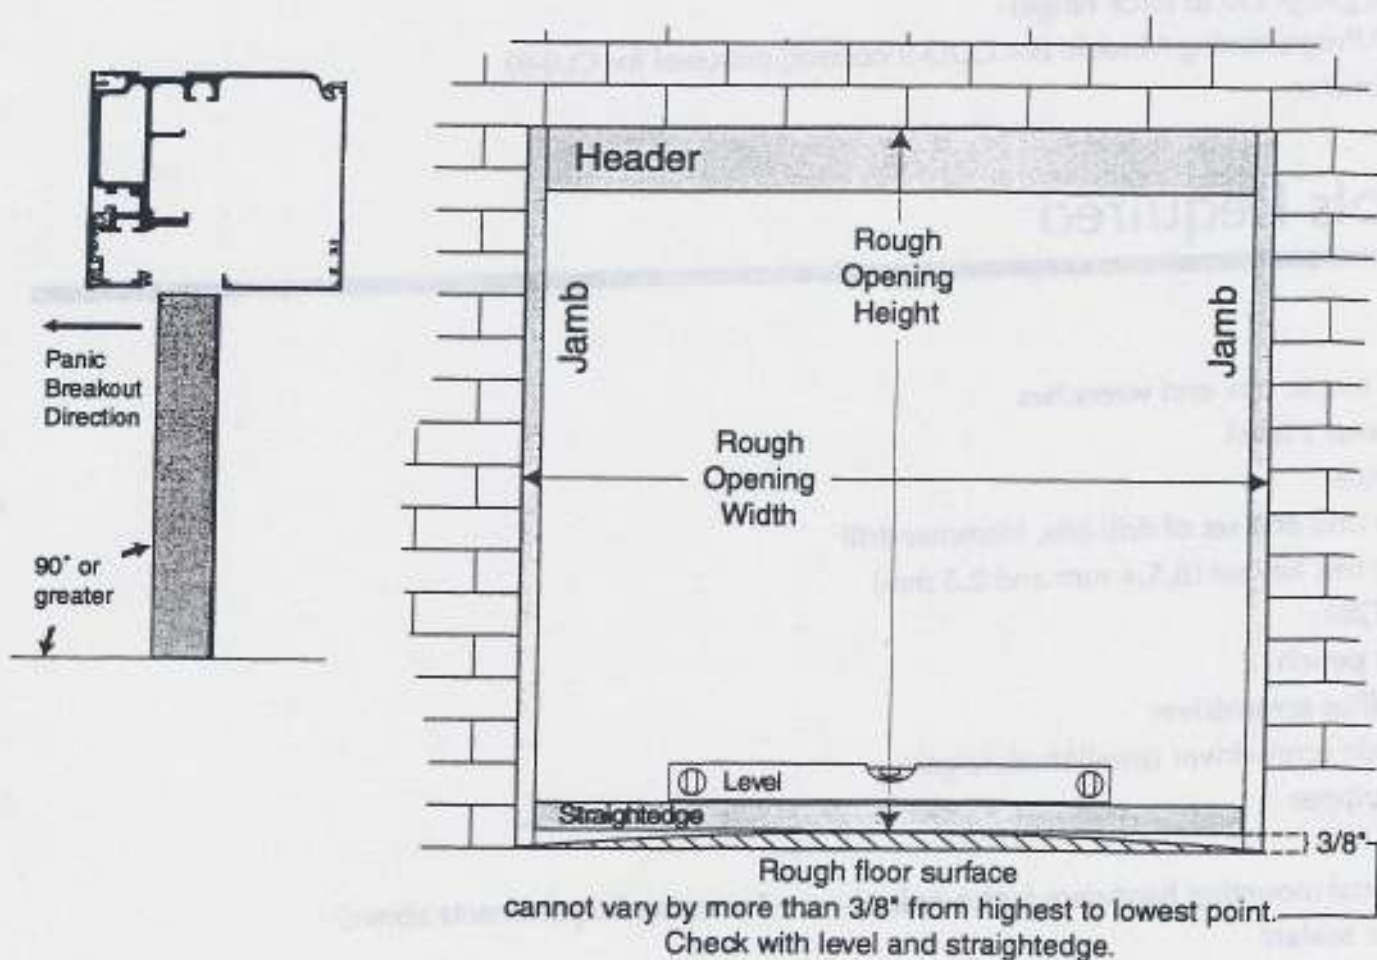 Header
Rough
Opening
Height
Jamb
Jamb
Panic
Breakout
Direction
Rough
Opening
Width
90° or
greater
Level
Straightedge
3/8"
Rough floor surface
cannot vary by more than 3/8" from highest to lowest point.
Check with level and straightedge.